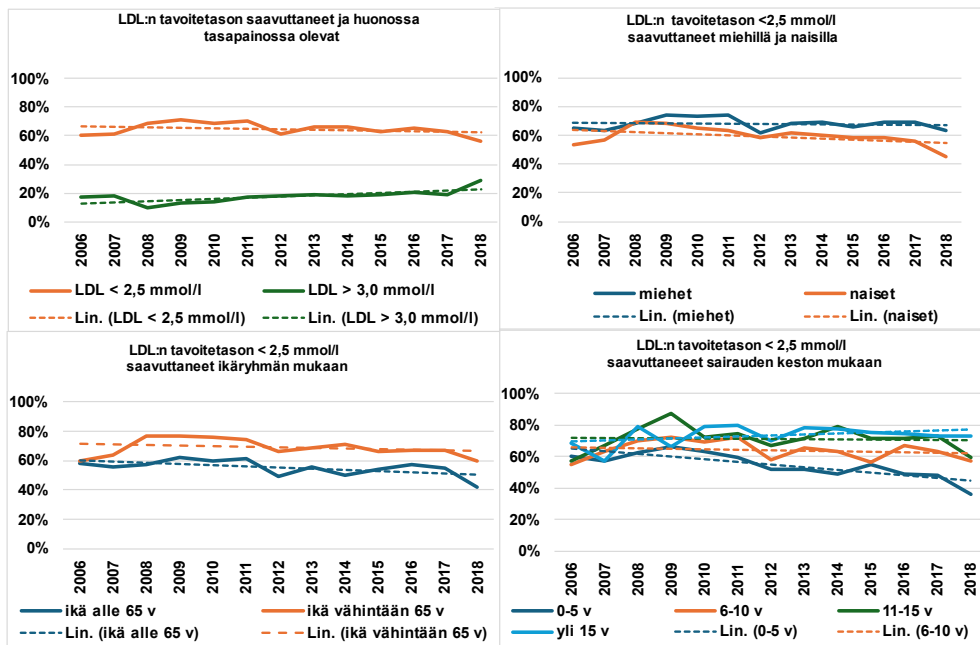 LDL:n tavoitetason saavuttaneet ja huonossa
tasapainossa olevat
100%
80%
60%
40%
20%
0%
2006
2007
2008
2009
2010
2011
2012
2013
2014
2015
2016
2017
2018
LDL < 2,5 mmol/l
LDL > 3,0 mmol/l
Lin. (LDL < 2,5 mmol/l)
Lin. (LDL > 3,0 mmol/l)
LDL:n tavoitetason <2,5 mmol/l
saavuttaneet miehillä ja naisilla
100%
80%
60%
40%
20%
0%
2006
2007
2008
2009
2010
2011
2012
2013
2014
2015
2016
2017
2018
miehet
naiset
Lin. (miehet)
Lin. (naiset)
LDL:n tavoitetason < 2,5 mmol/l
saavuttaneet ikäryhmän mukaan
100%
80%
60%
40%
20%
0%
2006
2007
2008
2009
2010
2011
2012
2013
2014
2015
2016
2017
2018
ikä alle 65 v
ikä vähintään 65 v
Lin. (ikä alle 65 v)
Lin. (ikä vähintään 65 v)
LDL:n tavoitetason < 2,5 mmol/l
saavuttaneeet sairauden keston mukaan
100%
80%
60%
40%
20%
0%
2006
2007
2008
2009
2010
2011
2012
2013
2014
2015
2016
2017
2018
0-5 v
6-10 v
11-15 v
yli 15 v
Lin. (0-5 v)
Lin. (6-10 v)